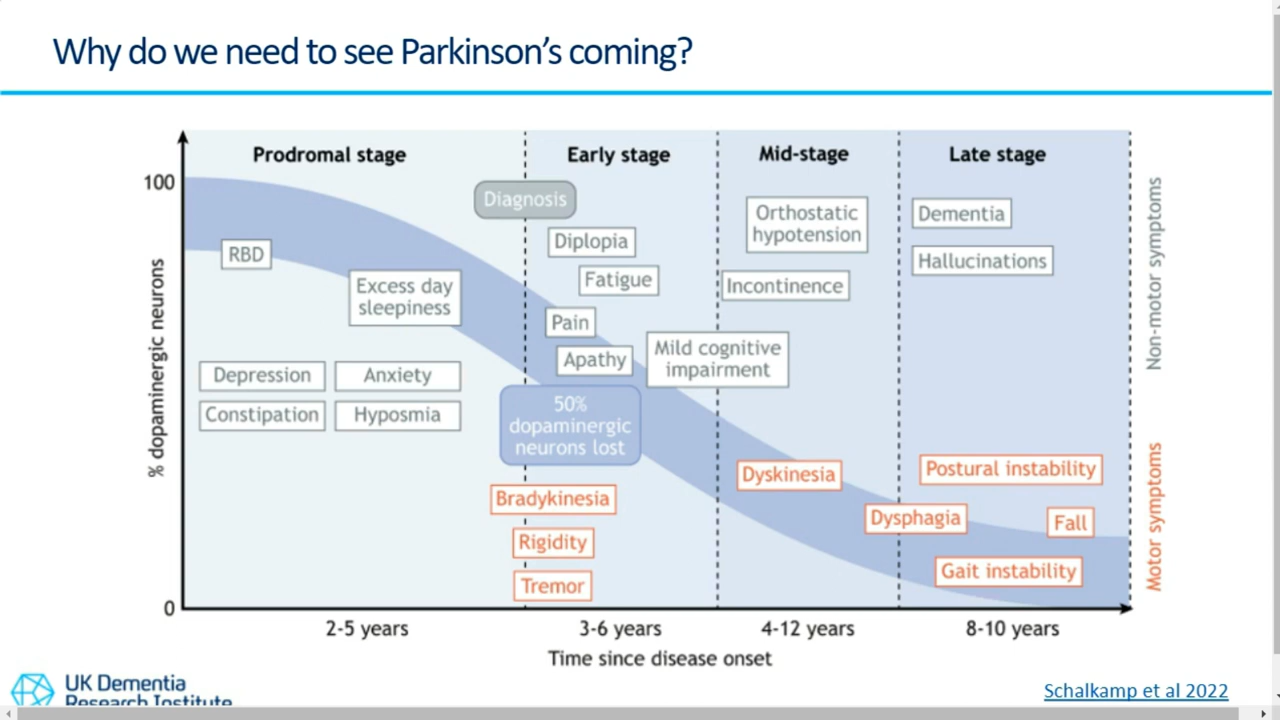 Why do we need to see Parkinson's coming?
Prodromal stage
Early stage
Mid-stage
Late stage
100
% dopaminergic neurons
0
Diagnosis
RBD
Excess day
sleepiness
Depression
Anxiety
Constipation
Hyposmia
Diplopia
Fatigue
Pain
Apathy
Mild cognitive
impairment
50%
dopaminergic
neurons lost
Bradykinesia
Rigidity
Tremor
Orthostatic
hypotension
Incontinence
Dyskinesia
Dementia
Hallucinations
Postural instability
Dysphagia
Fall
Gait instability
Non-motor symptoms
Motor symptoms
2-5 years
3-6 years
4-12 years
8-10 years
Time since disease onset
UK Dementia
Research Institute
Schalkamp et al 2022